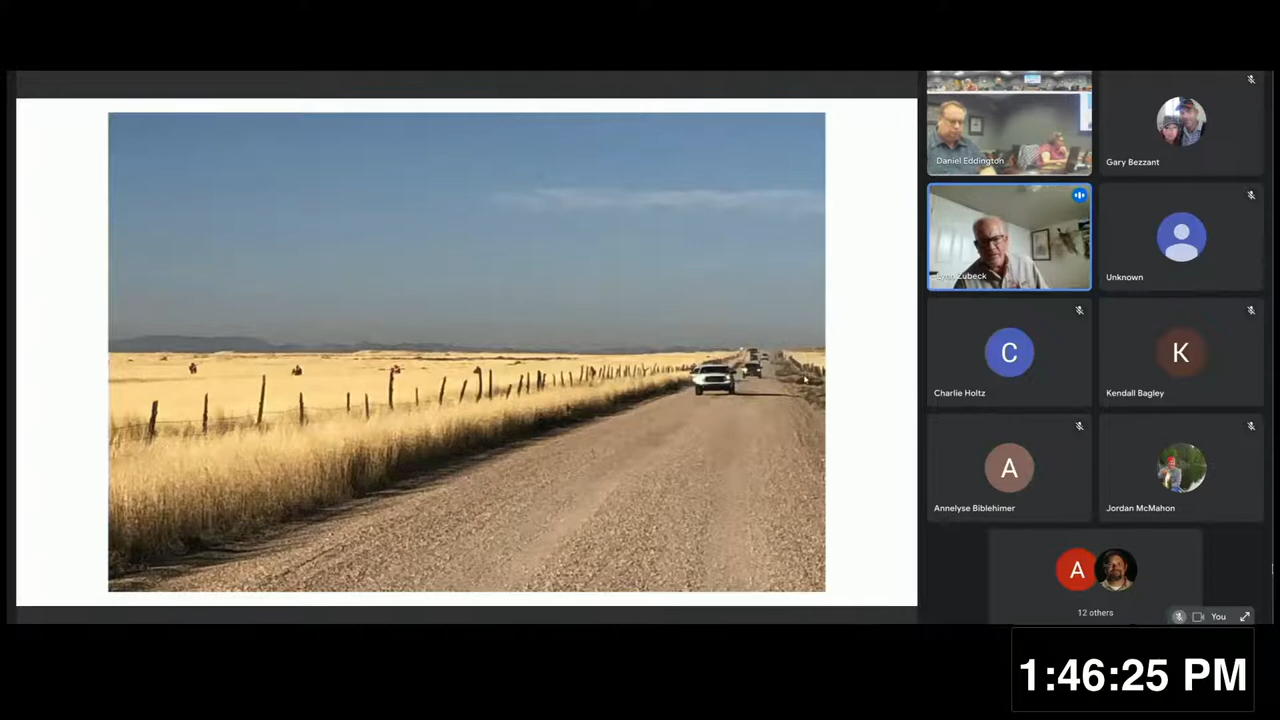 Daniel Eddington
Gary Bezzant
Zubeck
Unknown
C
K
Charlie Holtz
Kendall Bagley
A
Annelyse Biblehimer
Jordan McMahon
A
12 others
You
1:46:25 PM